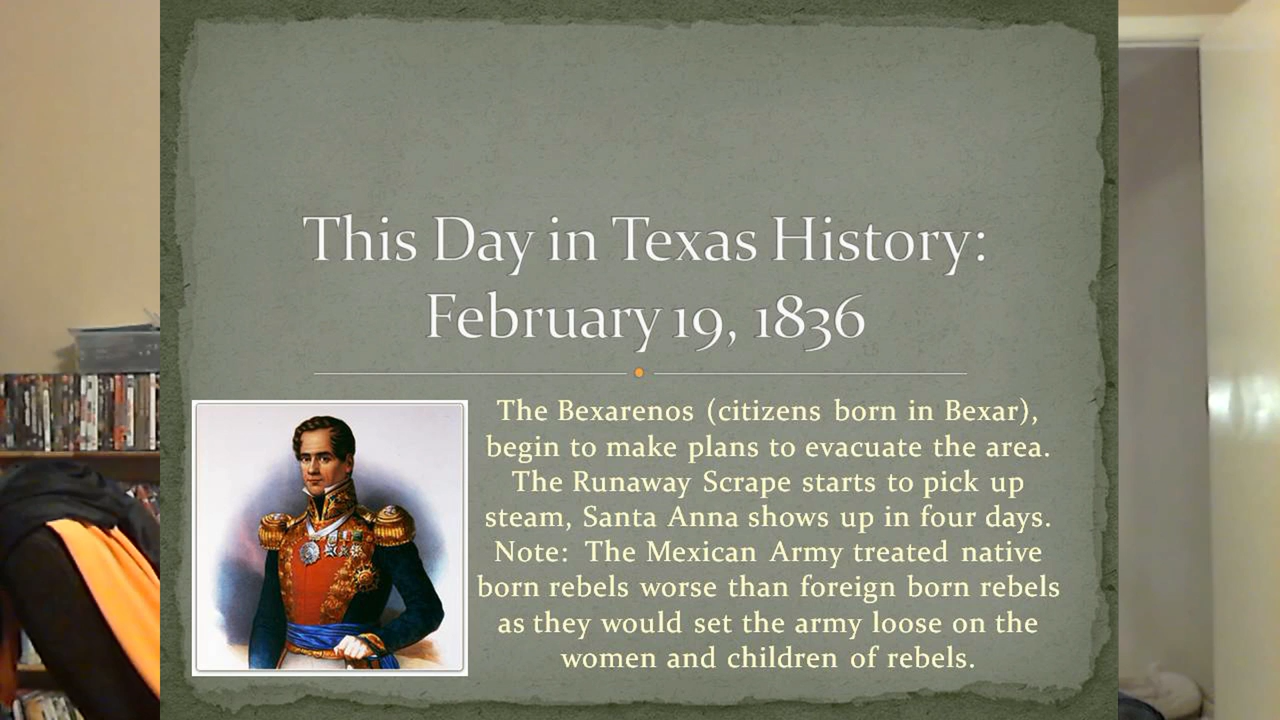 This Day in Texas History:
February 19, 1836
The Bexarenos (citizens born in Bexar),
begin to make plans to evacuate the area.
The Runaway Scrape starts to pick up
steam, Santa Anna shows up in four days.
Note: The Mexican Army treated native
born rebels worse than foreign born rebels
as they would set the army loose on the
women and children of rebels.